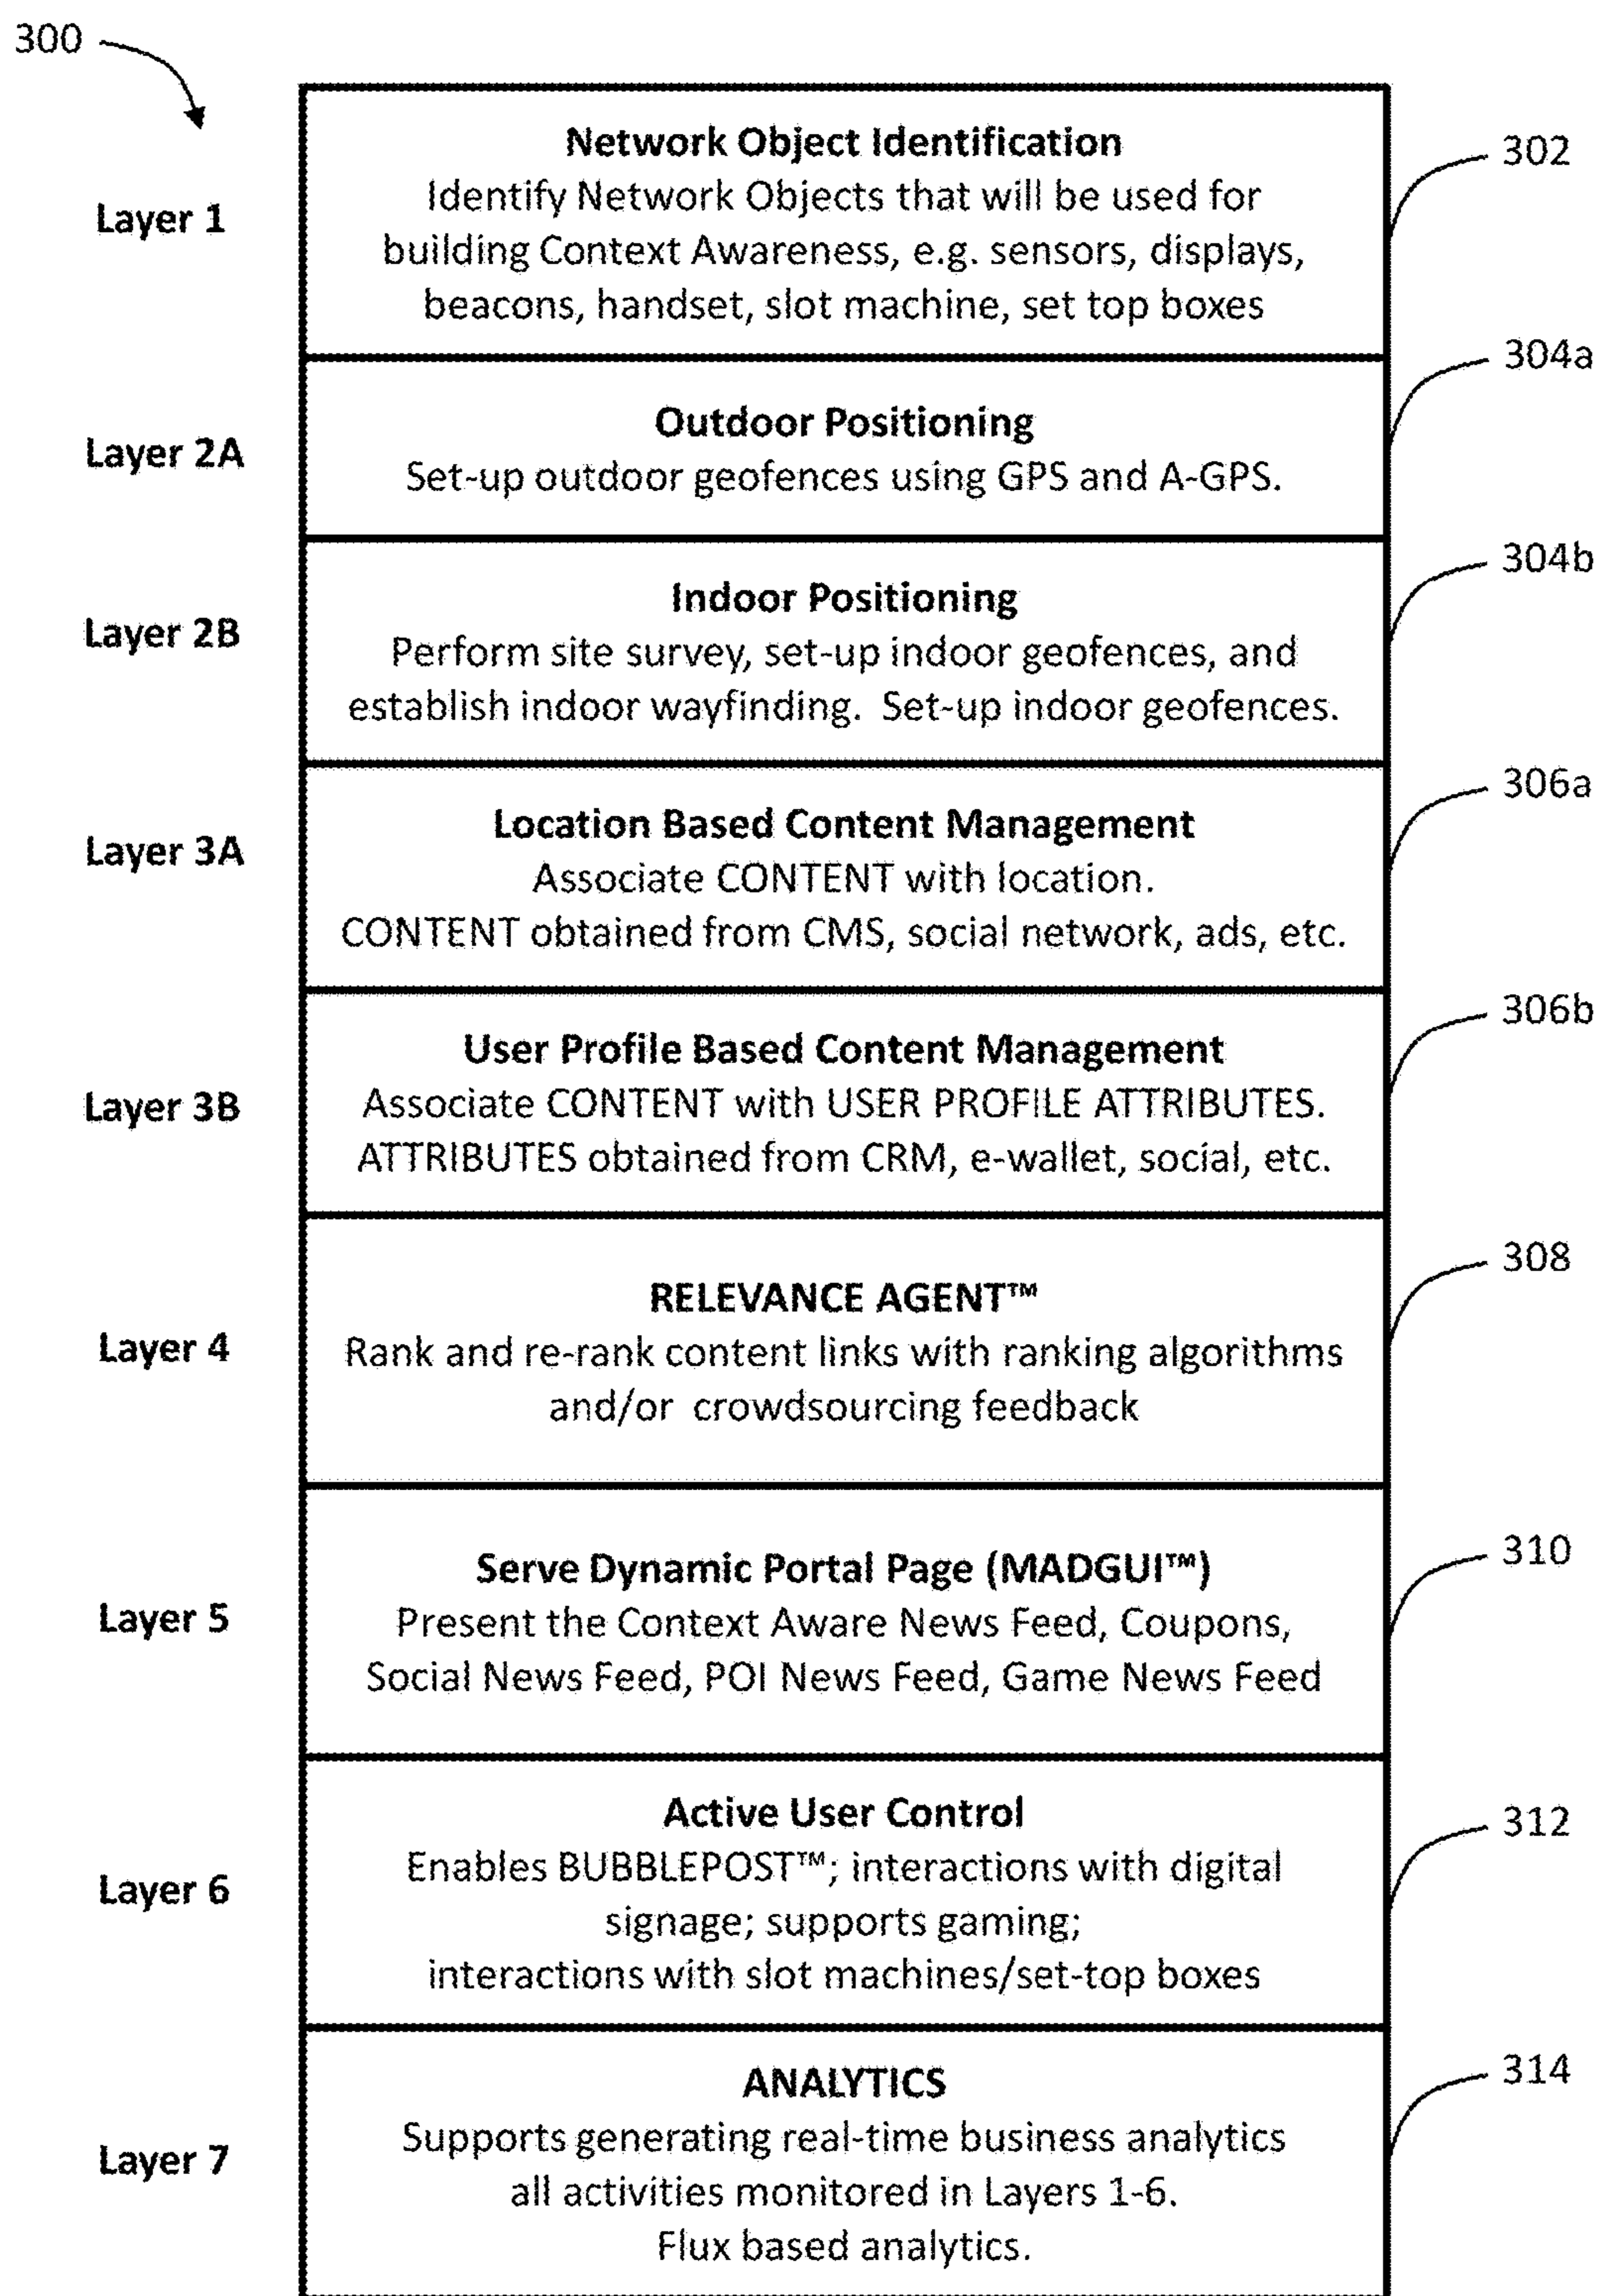 300
Network Object Identification
302
Layer 1
Identify Network Objects that will be used for
building Context Awareness, e.g. sensors, displays,
beacons, handset, slot machine, set top boxes
304a
Layer 2A
Outdoor Positioning
Set-up outdoor geofences using GPS and A-GPS.
304b
Layer 2B
Indoor Positioning
Perform site survey, set-up indoor geofences, and
establish indoor wayfinding.  Set-up indoor geofences.
306a
Layer 3A
Location Based Content Management
Associate CONTENT with location.
CONTENT obtained from CMS, social network, ads, etc.
306b
Layer 3B
User Profile Based Content Management
Associate CONTENT with USER PROFILE ATTRIBUTES.
ATTRIBUTES obtained from CRM, e-wallet, social, etc.
308
Layer 4
RELEVANCE AGENT™
Rank and re-rank content links with ranking algorithms
and/or  crowdsourcing feedback
310
Layer 5
Serve Dynamic Portal Page (MADGUI™)
Present the Context Aware News Feed, Coupons,
Social News Feed, POI News Feed, Game News Feed
312
Layer 6
Active User Control
Enables BUBBLEPOST™; interactions with digital
signage; supports gaming;
interactions with slot machines/set-top boxes
314
Layer 7
ANALYTICS
Supports generating real-time business analytics
all activities monitored in Layers 1-6.
Flux based analytics.